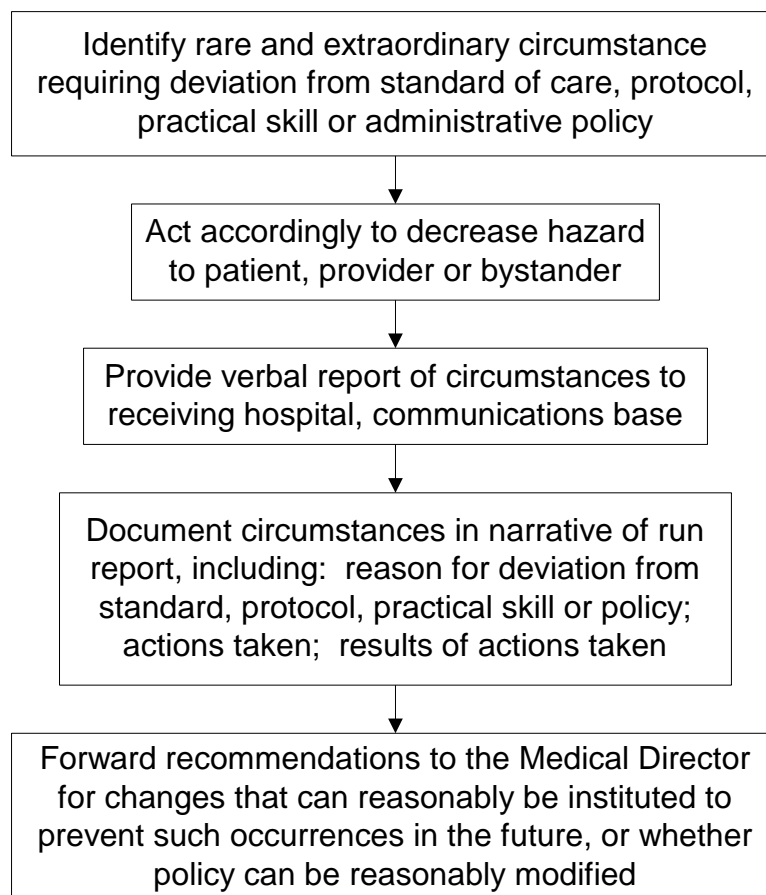 Identify rare and extraordinary circumstance
requiring deviation from standard of care, protocol,
practical skill or administrative policy
Act accordingly to decrease hazard
to patient, provider or bystander
Provide verbal report of circumstances to
receiving hospital, communications base
Document circumstances in narrative of run
report, including:  reason for deviation from
standard, protocol, practical skill or policy;
actions taken;  results of actions taken
Forward recommendations to the Medical Director
for changes that can reasonably be instituted to
prevent such occurrences in the future, or whether
policy can be reasonably modified